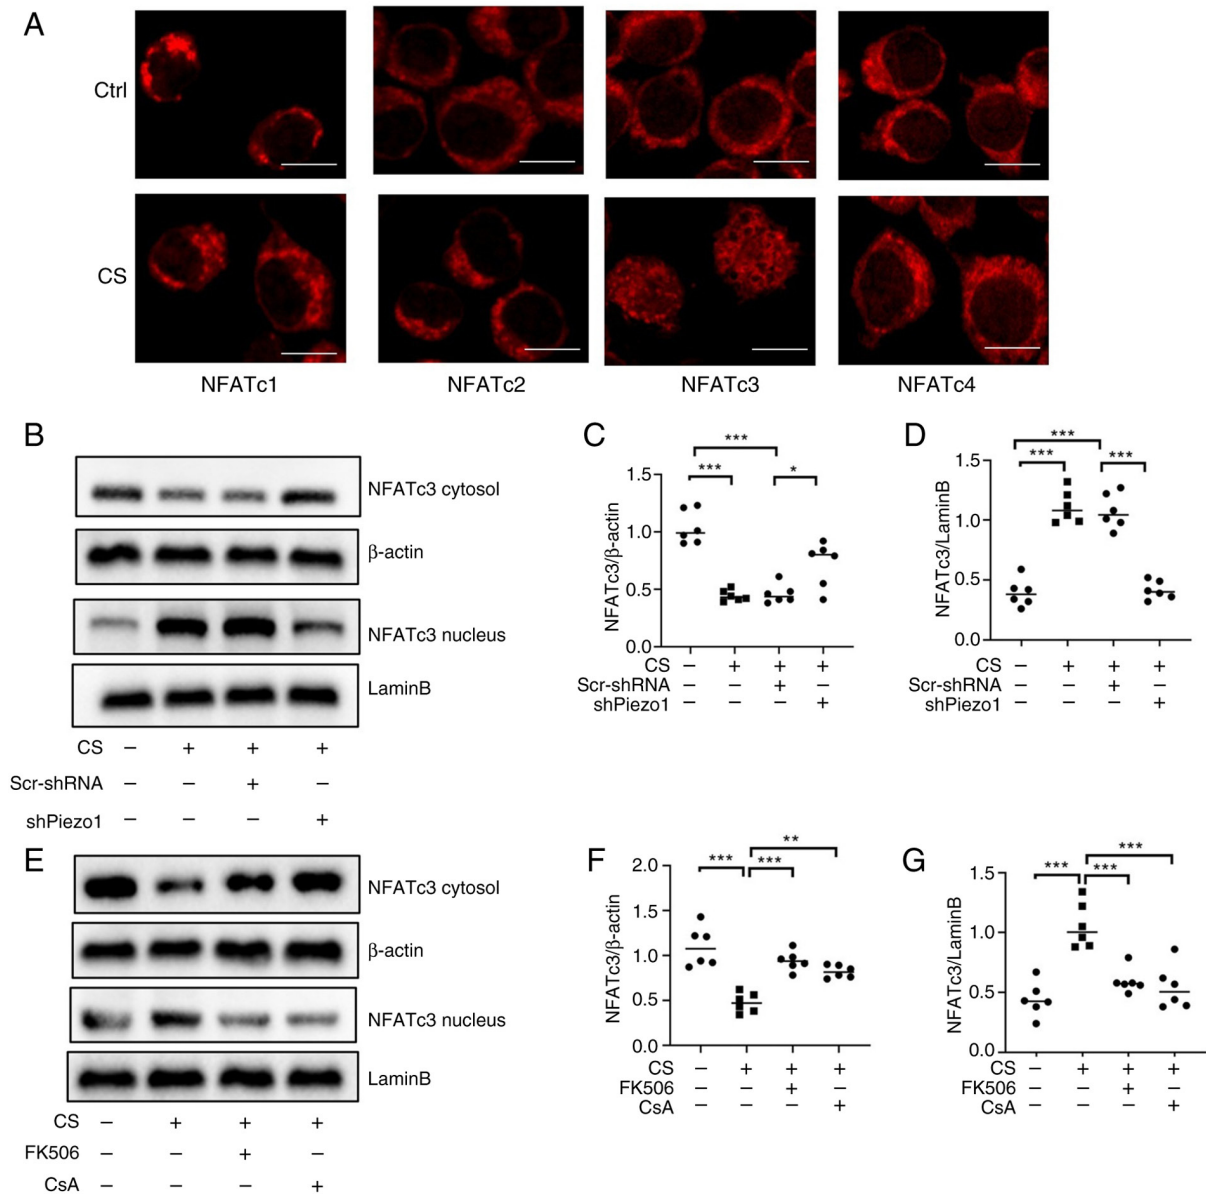 A
Ctrl
CS
NFATc1 NFATc2 NFATc3 NFATc4
B
NFATc3 cytosol
β-actin
NFATc3 nucleus
LaminB
CS − + + +
Scr-shRNA − − + −
shPiezo1 − − − +
C
*** 
*** *
NFATc3/β-actin
1.5
1.0
0.5
0.0
CS − + + +
Scr-shRNA − − + −
shPiezo1 − − − +
D
***
*** ***
NFATc3/LaminB
1.5
1.0
0.5
0.0
CS − + + +
Scr-shRNA − − + −
shPiezo1 − − − +
E
NFATc3 cytosol
β-actin
NFATc3 nucleus
LaminB
CS − + + +
FK506 − − + −
CsA − − − +
F
**
*** ***
NFATc3/β-actin
2.0
1.5
1.0
0.5
0.0
CS − + + +
FK506 − − + −
CsA − − − +
G
***
*** ***
NFATc3/LaminB
1.5
1.0
0.5
0.0
CS − + + +
FK506 − − + −
CsA − − − +